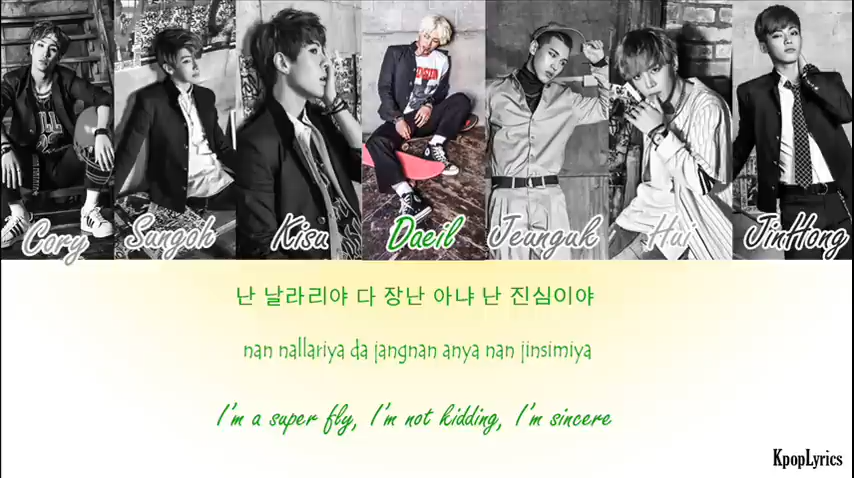 Cory Sangob Kisu Daeil Jeunguk Hui JinHong
난 날라리야 다 장난 아냐 난 진심이야
nan nallariya da jangnan anya nan jinsimiya
I'm a super fly, I'm not kidding, I'm sincere
KpopLyrics